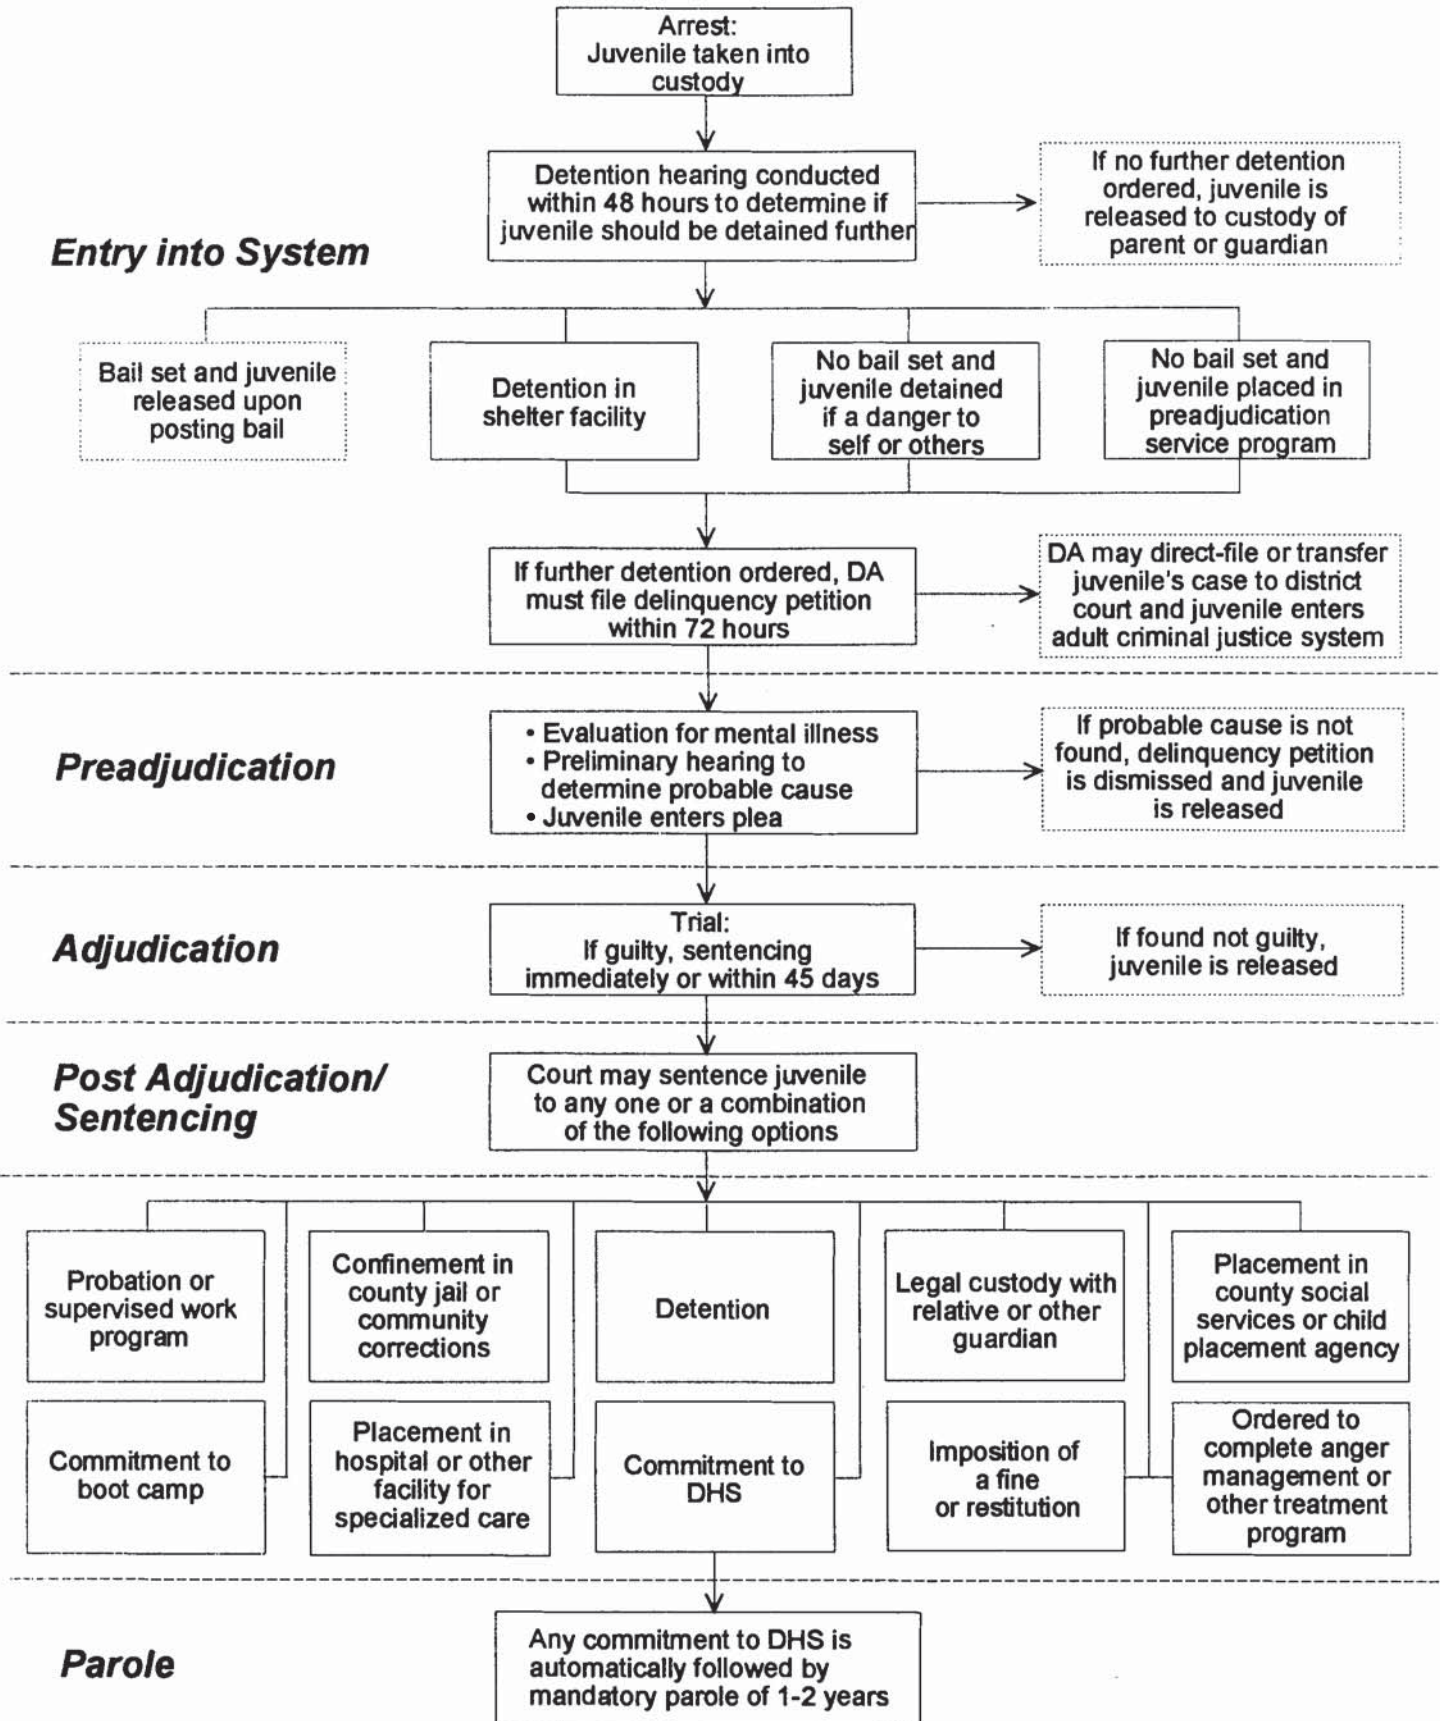 Arrest:
Juvenile taken into
custody
Detention hearing conducted
within 48 hours to determine if
juvenile should be detained further
If no further detention
ordered, juvenile is
released to custody of
parent or guardian
Entry into System
Bail set and juvenile
released upon
posting bail
Detention in
shelter facility
No bail set and
juvenile detained
if a danger to
self or others
No bail set and
juvenile placed in
preadjudication
service program
If further detention ordered, DA
must file delinquency petition
within 72 hours
DA may direct-file or transfer
juvenile's case to district
court and juvenile enters
adult criminal justice system
Preadjudication
• Evaluation for mental illness
• Preliminary hearing to
determine probable cause
• Juvenile enters plea
If probable cause is not
found, delinquency petition
is dismissed and juvenile
is released
Adjudication
Trial:
If guilty, sentencing
immediately or within 45 days
If found not guilty,
juvenile is released
Post Adjudication/
Sentencing
Court may sentence juvenile
to any one or a combination
of the following options
Probation or
supervised work
program
Confinement in
county jail or
community
corrections
Detention
Legal custody with
relative or other
guardian
Placement in
county social
services or child
placement agency
Commitment to
boot camp
Placement in
hospital or other
facility for
specialized care
Commitment to
DHS
Imposition of
a fine
or restitution
Ordered to
complete anger
management or
other treatment
program
Parole
Any commitment to DHS is
automatically followed by
mandatory parole of 1-2 years